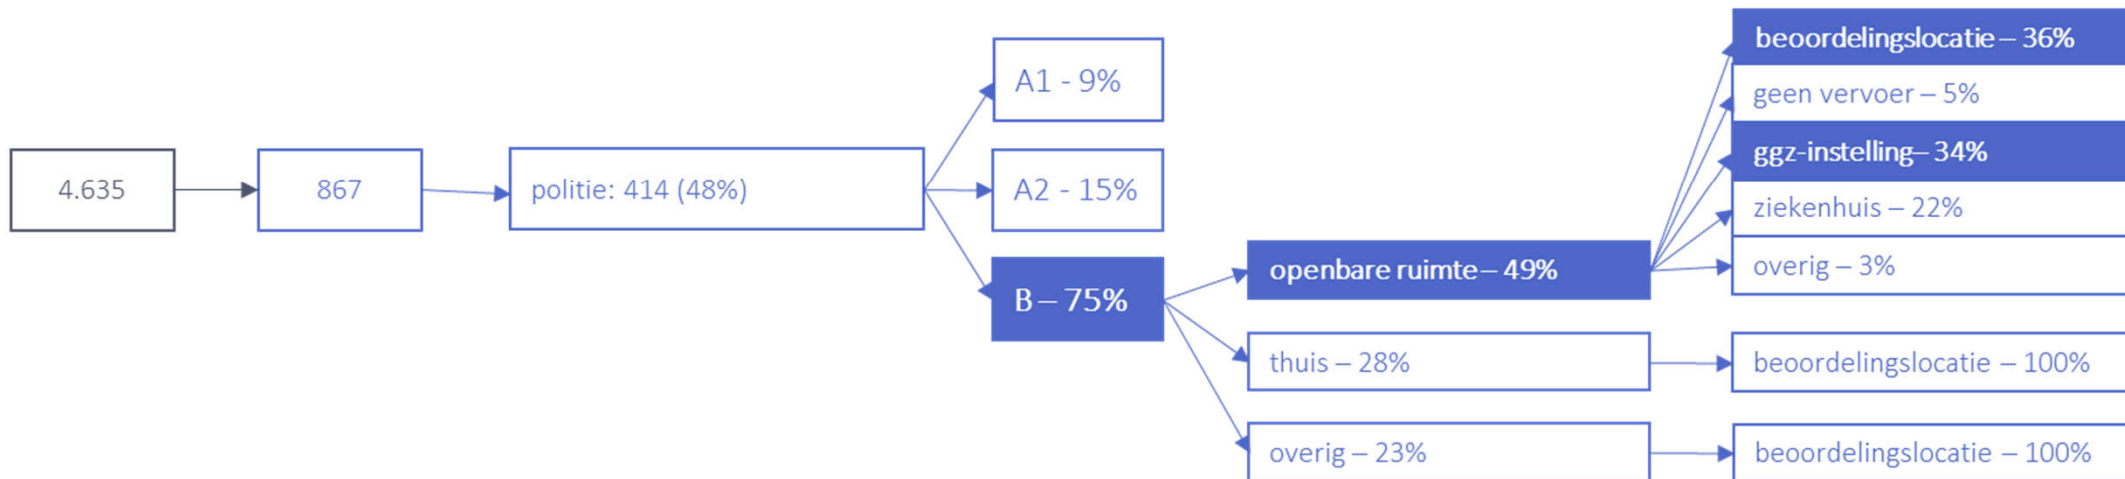 4.635
867
politie: 414 (48%)
A1 - 9%
A2 - 15%
B – 75%
openbare ruimte – 49%
thuis – 28%
overig – 23%
beoordelingslocatie – 36%
geen vervoer – 5%
ggz-instelling – 34%
ziekenhuis – 22%
overig – 3%
beoordelingslocatie – 100%
beoordelingslocatie – 100%